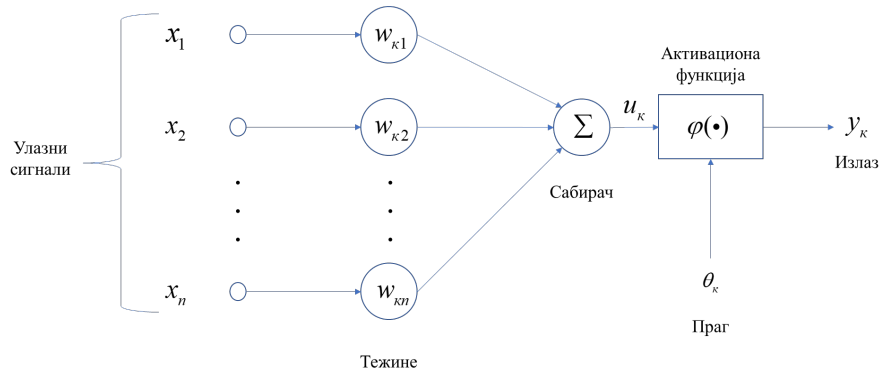 x₁
wк1
Активациона
функција
x₂
wк2
Σ
uк
φ(•)
yк
Улазни
сигнали
Излаз
Сабирач
xₙ
wкn
θк
Праг
Тежине